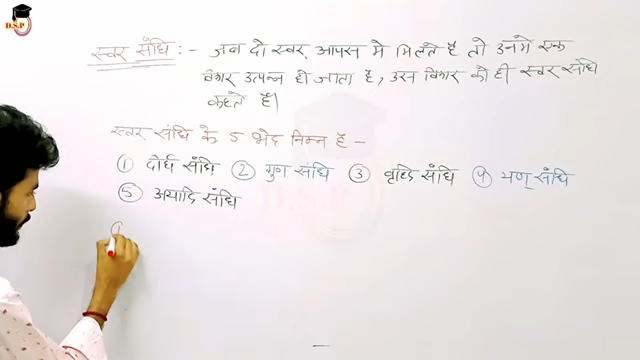 D.S.P
स्वर संधि :- जब दो स्वर आपस मे मिलते है तो उनमे एक
विकार उत्पन्न हो जाता है, उस विकार को ही स्वर संधि
कहते हैं।
स्वर संधि के 5 भेद निम्न है -
① दीर्घ संधि ② गुण संधि ③ वृद्धि संधि ④ यण् संधि
⑤ अयादि संधि